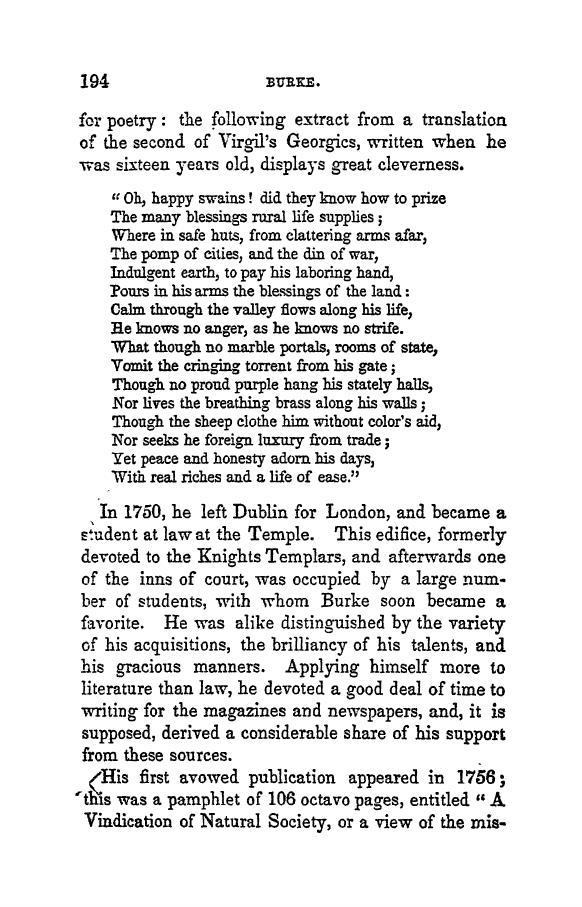 194 BURKE.
for poetry : the following extract from a translation
of the second of Virgil's Georgics, written when he
was sixteen years old, displays great cleverness.
“ Oh, happy swains ! did they know how to prize
The many blessings rural life supplies ;
Where in safe huts, from clattering arms afar,
The pomp of cities, and the din of war,
Indulgent earth, to pay his laboring hand,
Pours in his arms the blessings of the land :
Calm through the valley flows along his life,
He knows no anger, as he knows no strife.
What though no marble portals, rooms of state,
Vomit the cringing torrent from his gate ;
Though no proud purple hang his stately halls,
Nor lives the breathing brass along his walls ;
Though the sheep clothe him without color's aid,
Nor seeks he foreign luxury from trade ;
Yet peace and honesty adorn his days,
With real riches and a life of ease.”
In 1750, he left Dublin for London, and became a
student at law at the Temple. This edifice, formerly
devoted to the Knights Templars, and afterwards one
of the inns of court, was occupied by a large num-
ber of students, with whom Burke soon became a
favorite. He was alike distinguished by the variety
of his acquisitions, the brilliancy of his talents, and
his gracious manners. Applying himself more to
literature than law, he devoted a good deal of time to
writing for the magazines and newspapers, and, it is
supposed, derived a considerable share of his support
from these sources.
His first avowed publication appeared in 1756 ;
this was a pamphlet of 106 octavo pages, entitled “ A
Vindication of Natural Society, or a view of the mis-